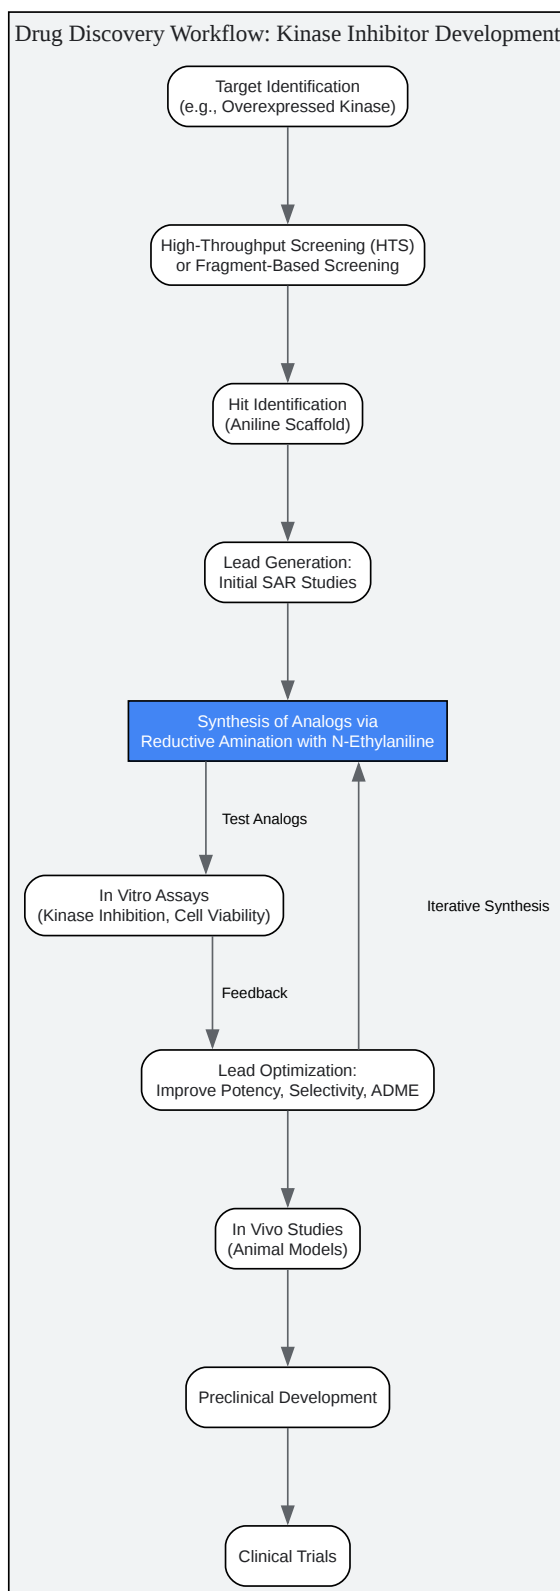 Drug Discovery Workflow: Kinase Inhibitor Development
Target Identification
(e.g., Overexpressed Kinase)
High-Throughput Screening (HTS)
or Fragment-Based Screening
Hit Identification
(Aniline Scaffold)
Lead Generation:
Initial SAR Studies
Synthesis of Analogs via
Reductive Amination with N-Ethylaniline
Test Analogs
In Vitro Assays
(Kinase Inhibition, Cell Viability)
Iterative Synthesis
Feedback
Lead Optimization:
Improve Potency, Selectivity, ADME
In Vivo Studies
(Animal Models)
Preclinical Development
Clinical Trials